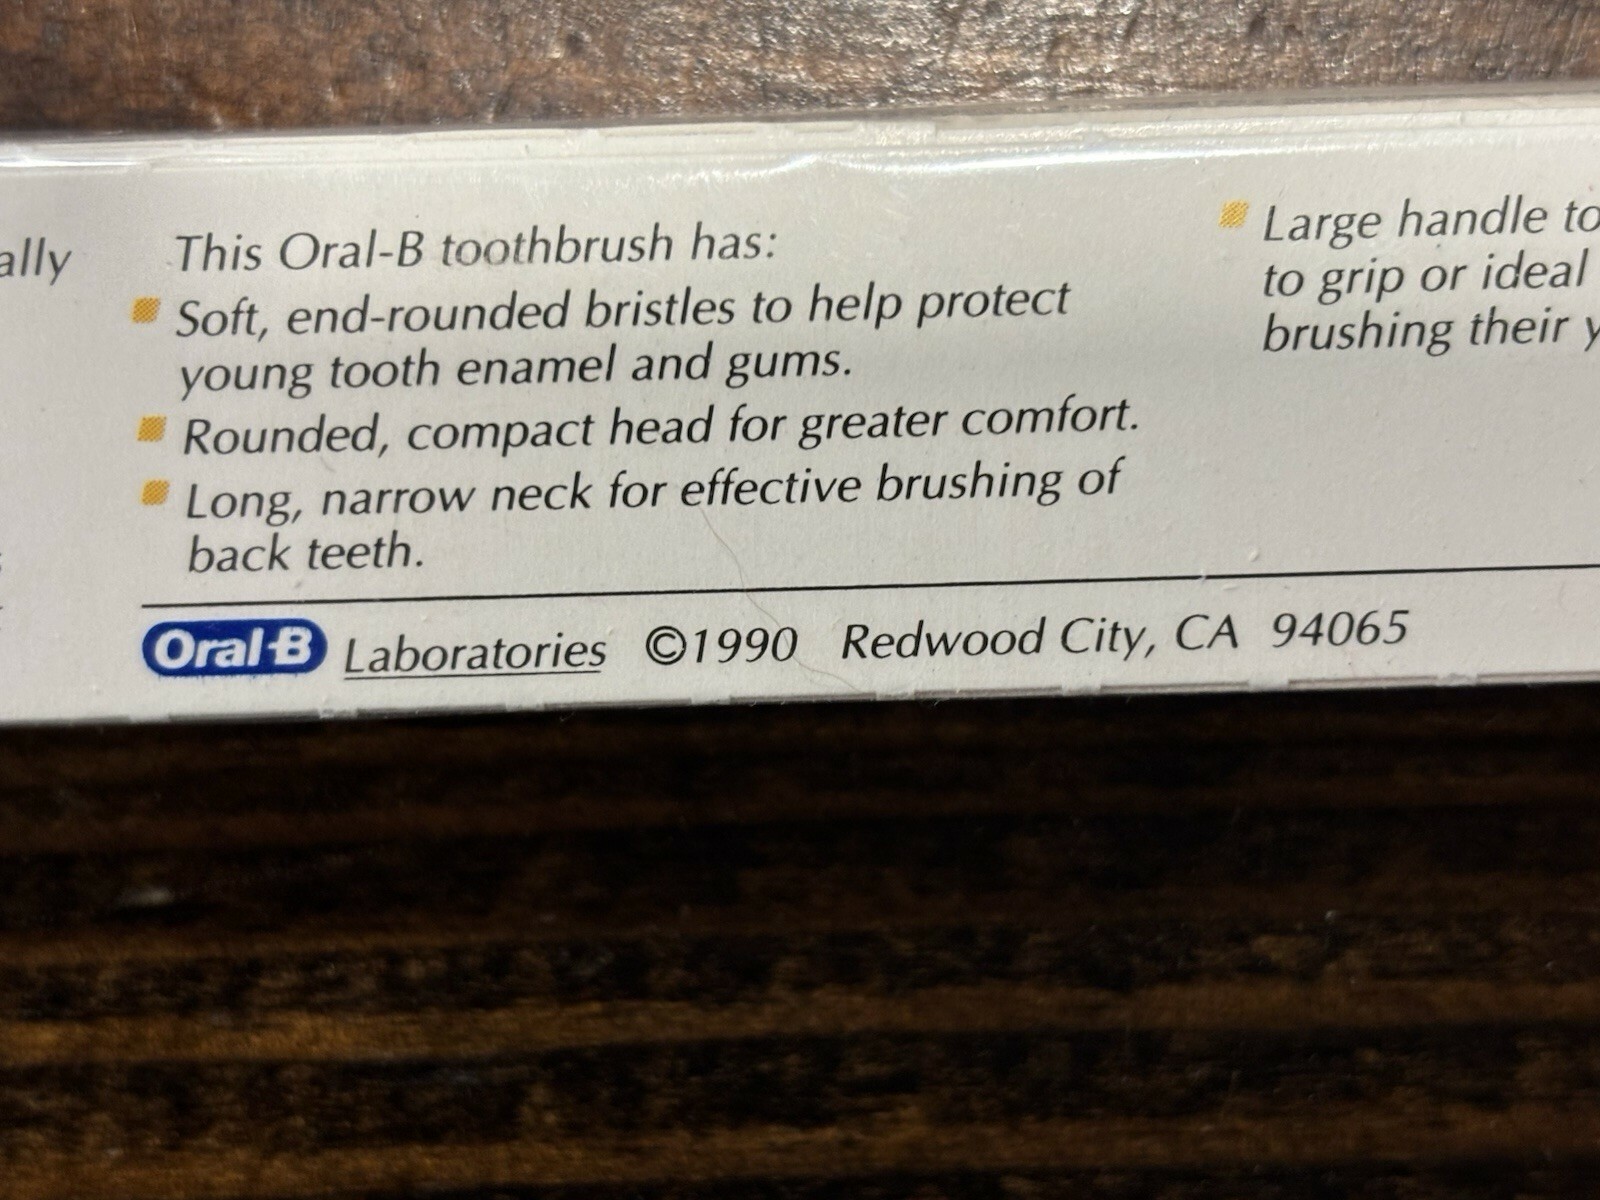 ally
This Oral-B toothbrush has:
Soft, end-rounded bristles to help protect
young tooth enamel and gums.
Rounded, compact head for greater comfort.
Long, narrow neck for effective brushing of
back teeth.
Large handle to
to grip or ideal
brushing their y
Oral-B Laboratories ©1990 Redwood City, CA 94065